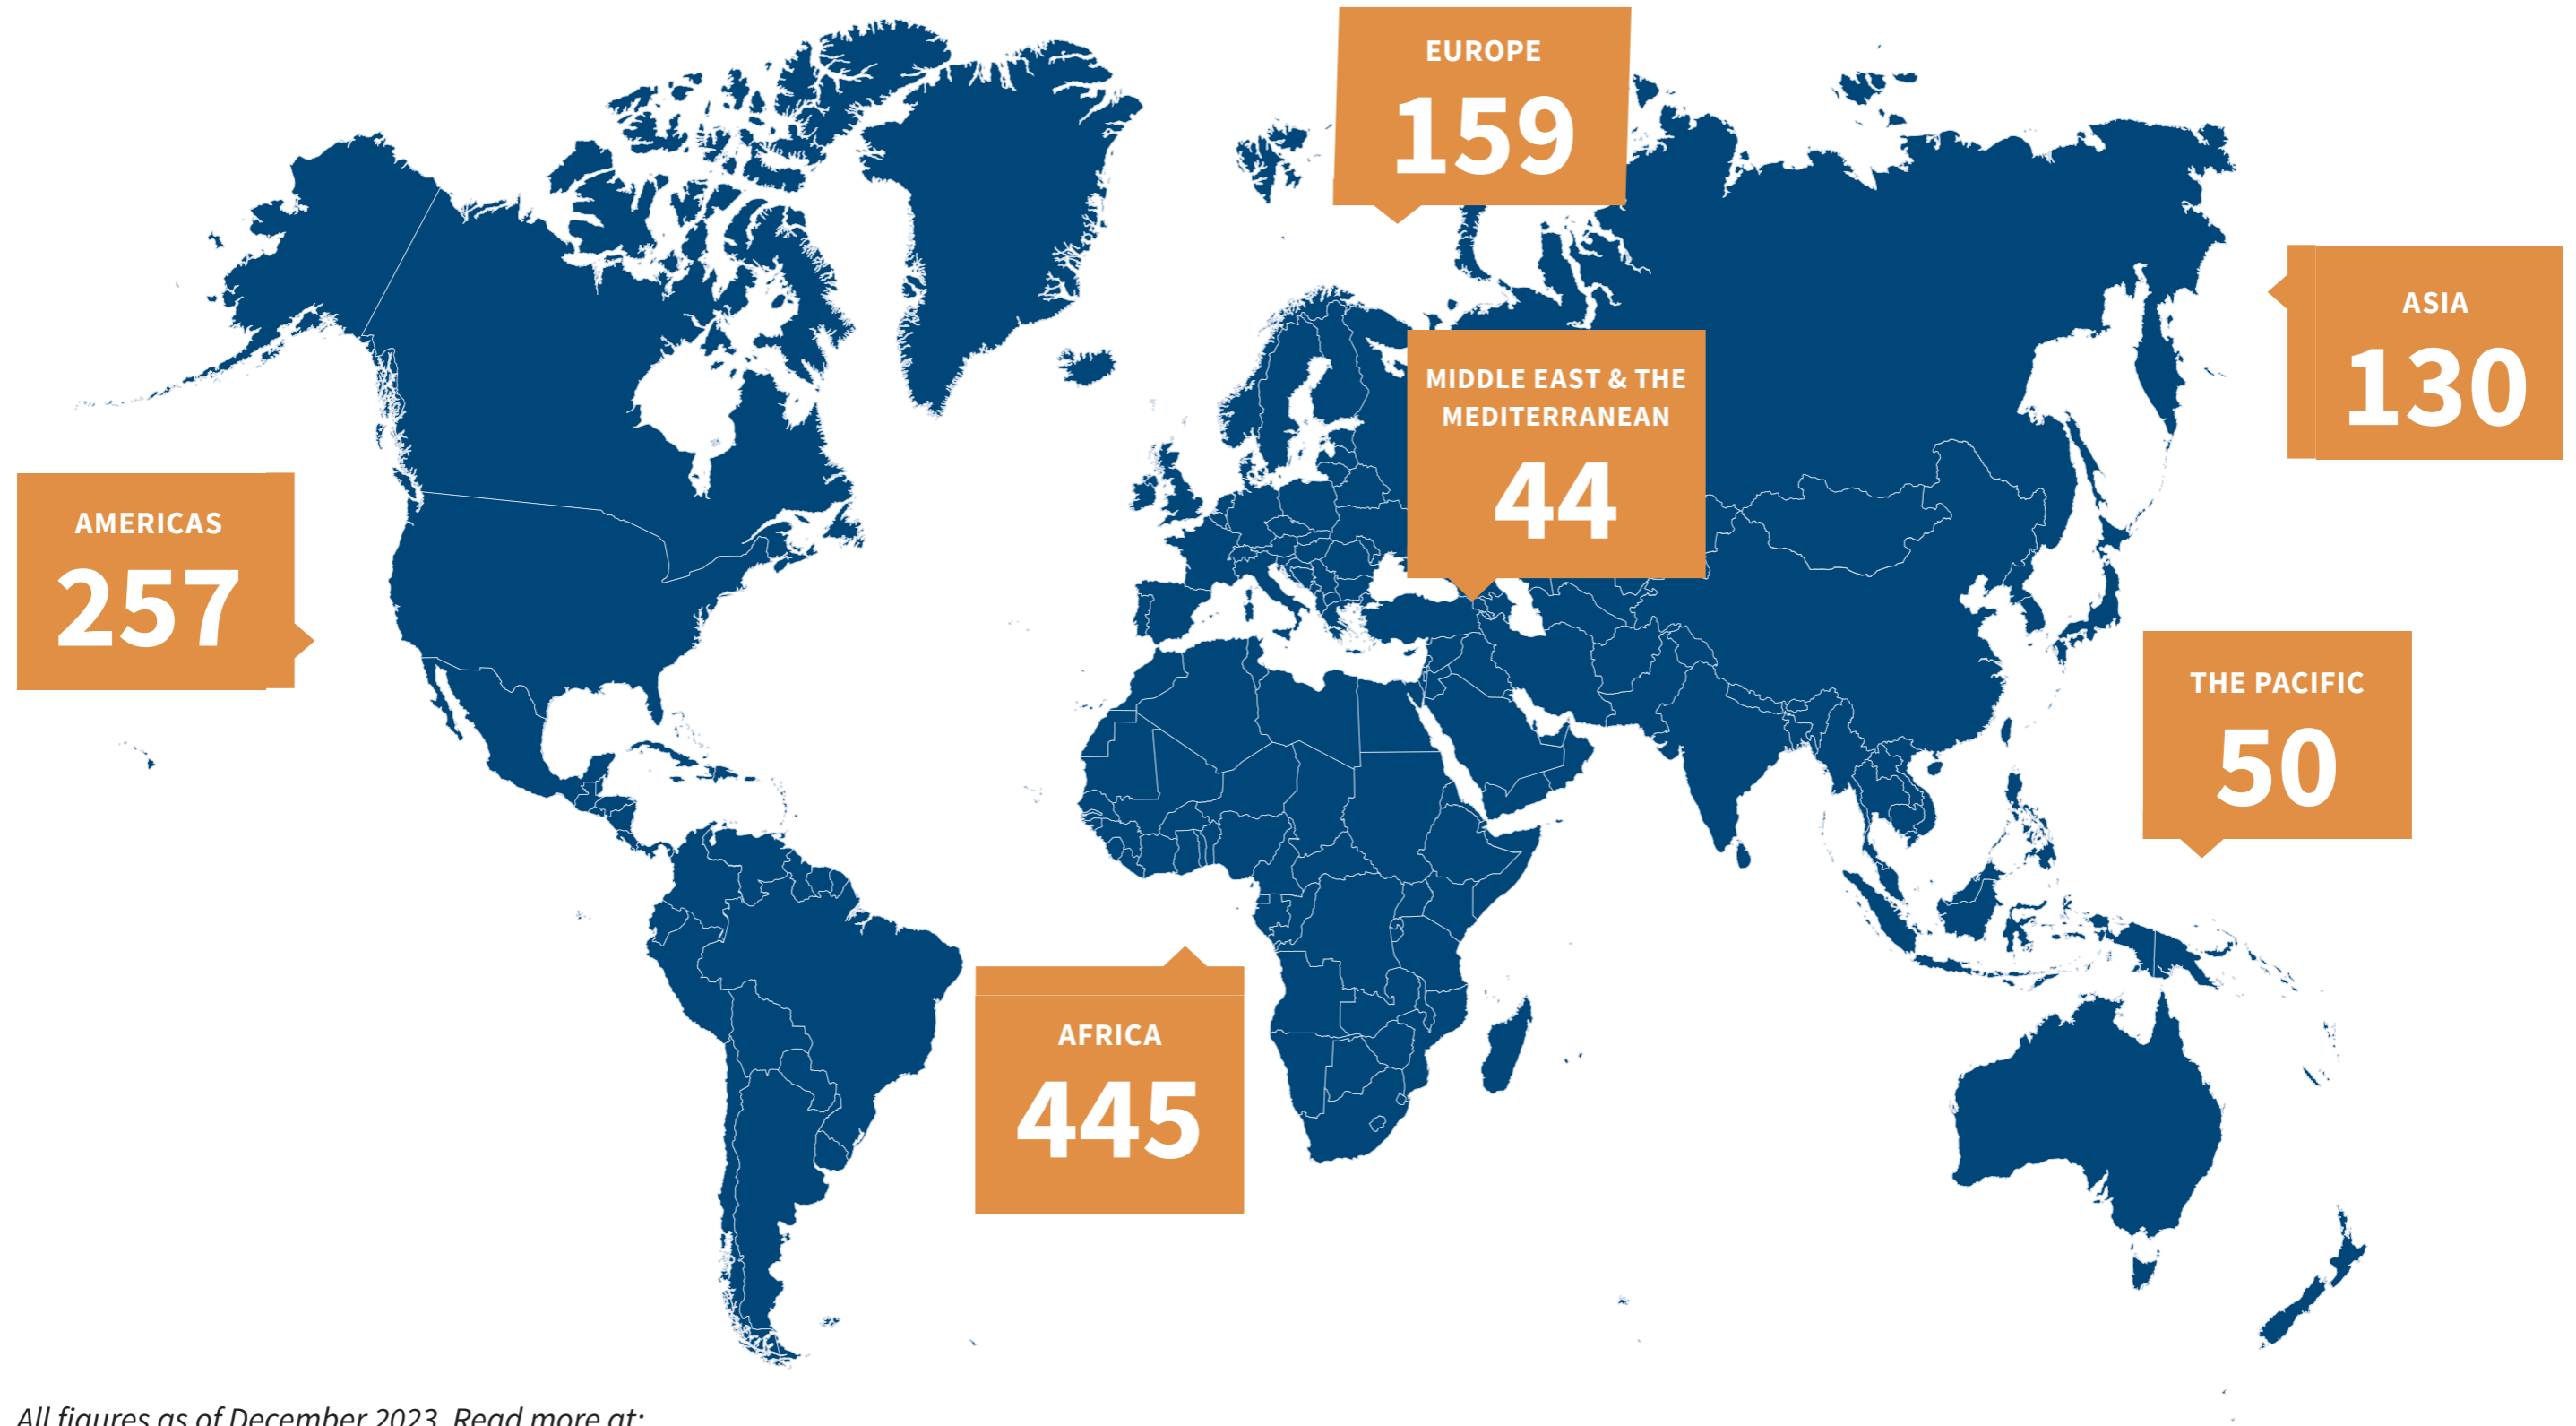 EUROPE
159
ASIA
130
MIDDLE EAST & THE
MEDITERRANEAN
44
AMERICAS
257
THE PACIFIC
50
AFRICA
445
All figures as of December 2023. Read more at: